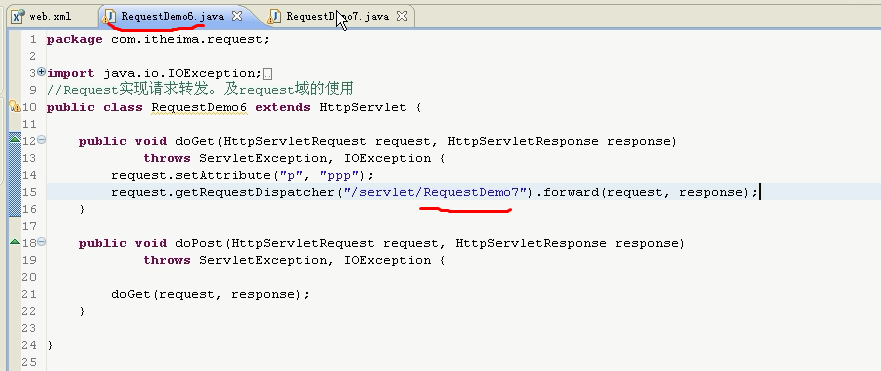 web.xml RequestDemo6.java RequestDemo7.java
1 package com.itheima.request;
2
3 import java.io.IOException;
9 //Request实现请求转发。及request域的使用
10 public class RequestDemo6 extends HttpServlet {
11
12 public void doGet(HttpServletRequest request, HttpServletResponse response)
13 throws ServletException, IOException {
14 request.setAttribute("p", "ppp");
15 request.getRequestDispatcher("/servlet/RequestDemo7").forward(request, response);
16 }
17
18 public void doPost(HttpServletRequest request, HttpServletResponse response)
19 throws ServletException, IOException {
20
21 doGet(request, response);
22 }
23
24 }
25